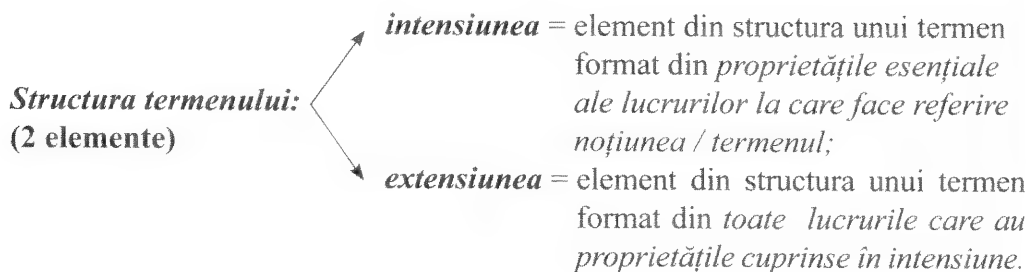 intensiunea = element din structura unui termen
format din proprietățile esențiale
ale lucrurilor la care face referire
noțiunea / termenul;
Structura termenului:
(2 elemente)
extensiunea = element din structura unui termen
format din toate lucrurile care au
proprietățile cuprinse în intensiune.